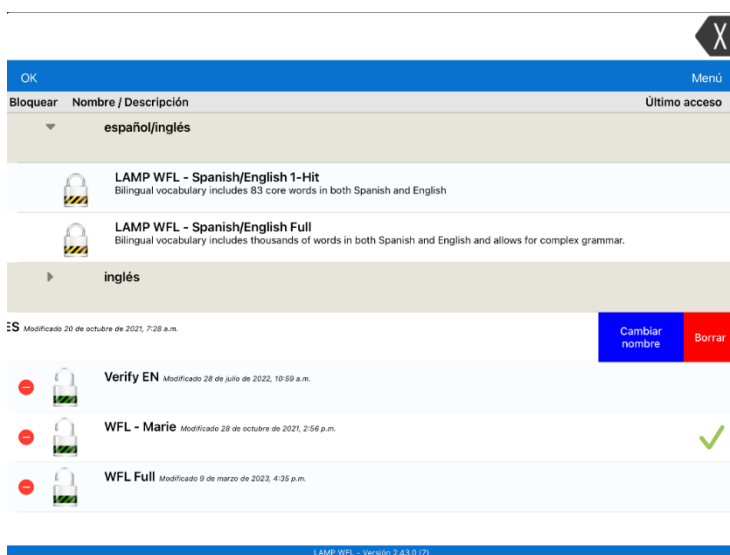 X
OK Menú
Bloquear Nombre / Descripción Último acceso
español/inglés
LAMP WFL - Spanish/English 1-Hit
Bilingual vocabulary includes 83 core words in both Spanish and English
LAMP WFL - Spanish/English Full
Bilingual vocabulary includes thousands of words in both Spanish and English and allows for complex grammar.
inglés
ES Modificado 20 de octubre de 2021, 7:28 a.m.
Cambiar
nombre
Borrar
Verify EN Modificado 28 de julio de 2022, 10:59 a.m.
WFL - Marie Modificado 28 de octubre de 2021, 2:56 p.m.
WFL Full Modificado 9 de marzo de 2023, 4:35 p.m.
LAMP WFL - Versión 2.43.0 (7)